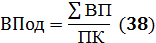 ВПод = ∑ ВП / ПК (38)